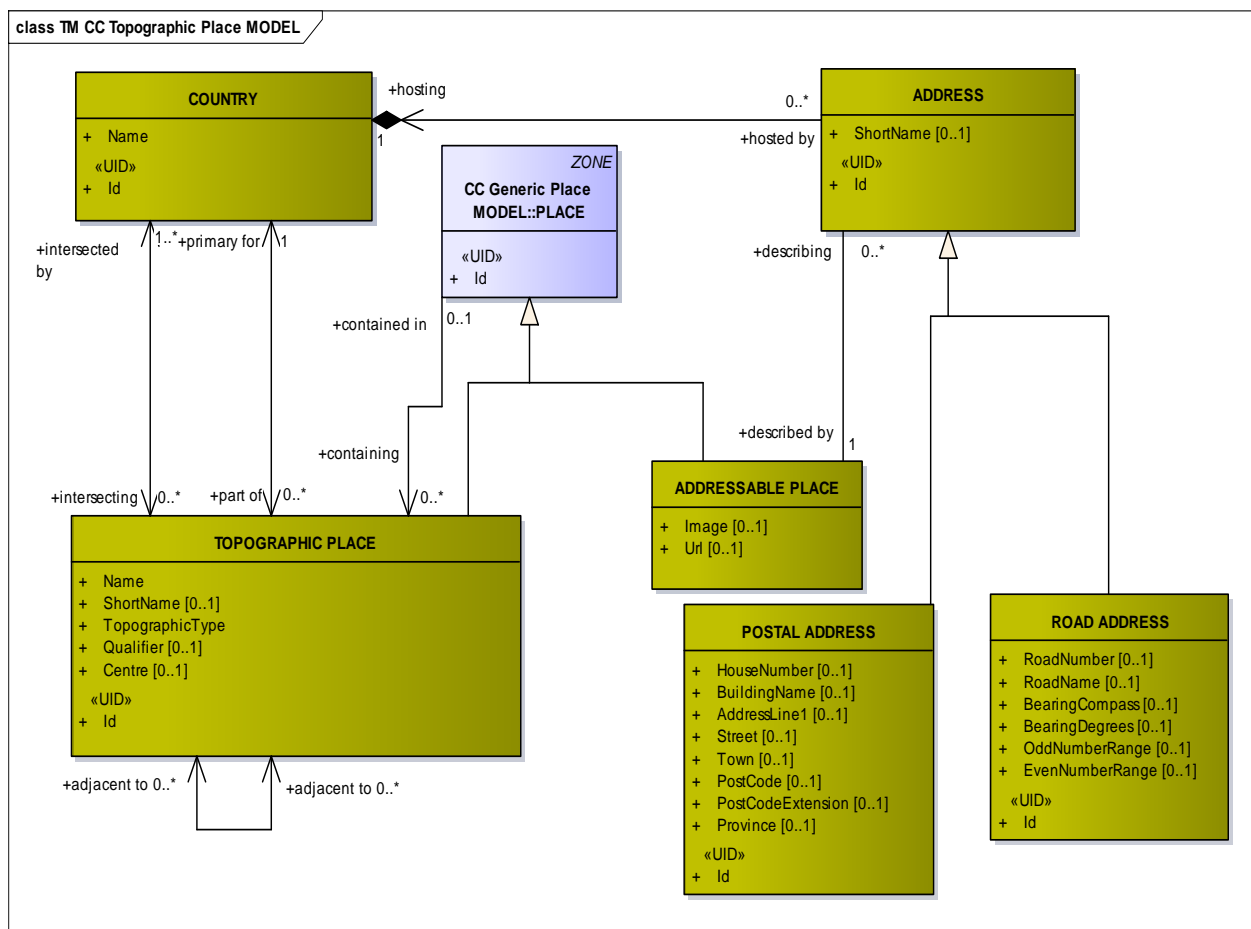 class TM CC Topographic Place MODEL
COUNTRY
+ Name
«UID»
+ Id
+hosting
1
0..*
+hosted by
ADDRESS
+ ShortName [0..1]
«UID»
+ Id
ZONE
CC Generic Place
MODEL::PLACE
«UID»
+ Id
+intersected
by
1..*
+primary for
1
+describing
0..*
+contained in
0..1
+containing
0..*
+described by
1
+intersecting
0..*
+part of
0..*
ADDRESSABLE PLACE
+ Image [0..1]
+ Url [0..1]
TOPOGRAPHIC PLACE
+ Name
+ ShortName [0..1]
+ TopographicType
+ Qualifier [0..1]
+ Centre [0..1]
«UID»
+ Id
+adjacent to 0..*
+adjacent to 0..*
POSTAL ADDRESS
+ HouseNumber [0..1]
+ BuildingName [0..1]
+ AddressLine1 [0..1]
+ Street [0..1]
+ Town [0..1]
+ PostCode [0..1]
+ PostCodeExtension [0..1]
+ Province [0..1]
«UID»
+ Id
ROAD ADDRESS
+ RoadNumber [0..1]
+ RoadName [0..1]
+ BearingCompass [0..1]
+ BearingDegrees [0..1]
+ OddNumberRange [0..1]
+ EvenNumberRange [0..1]
«UID»
+ Id